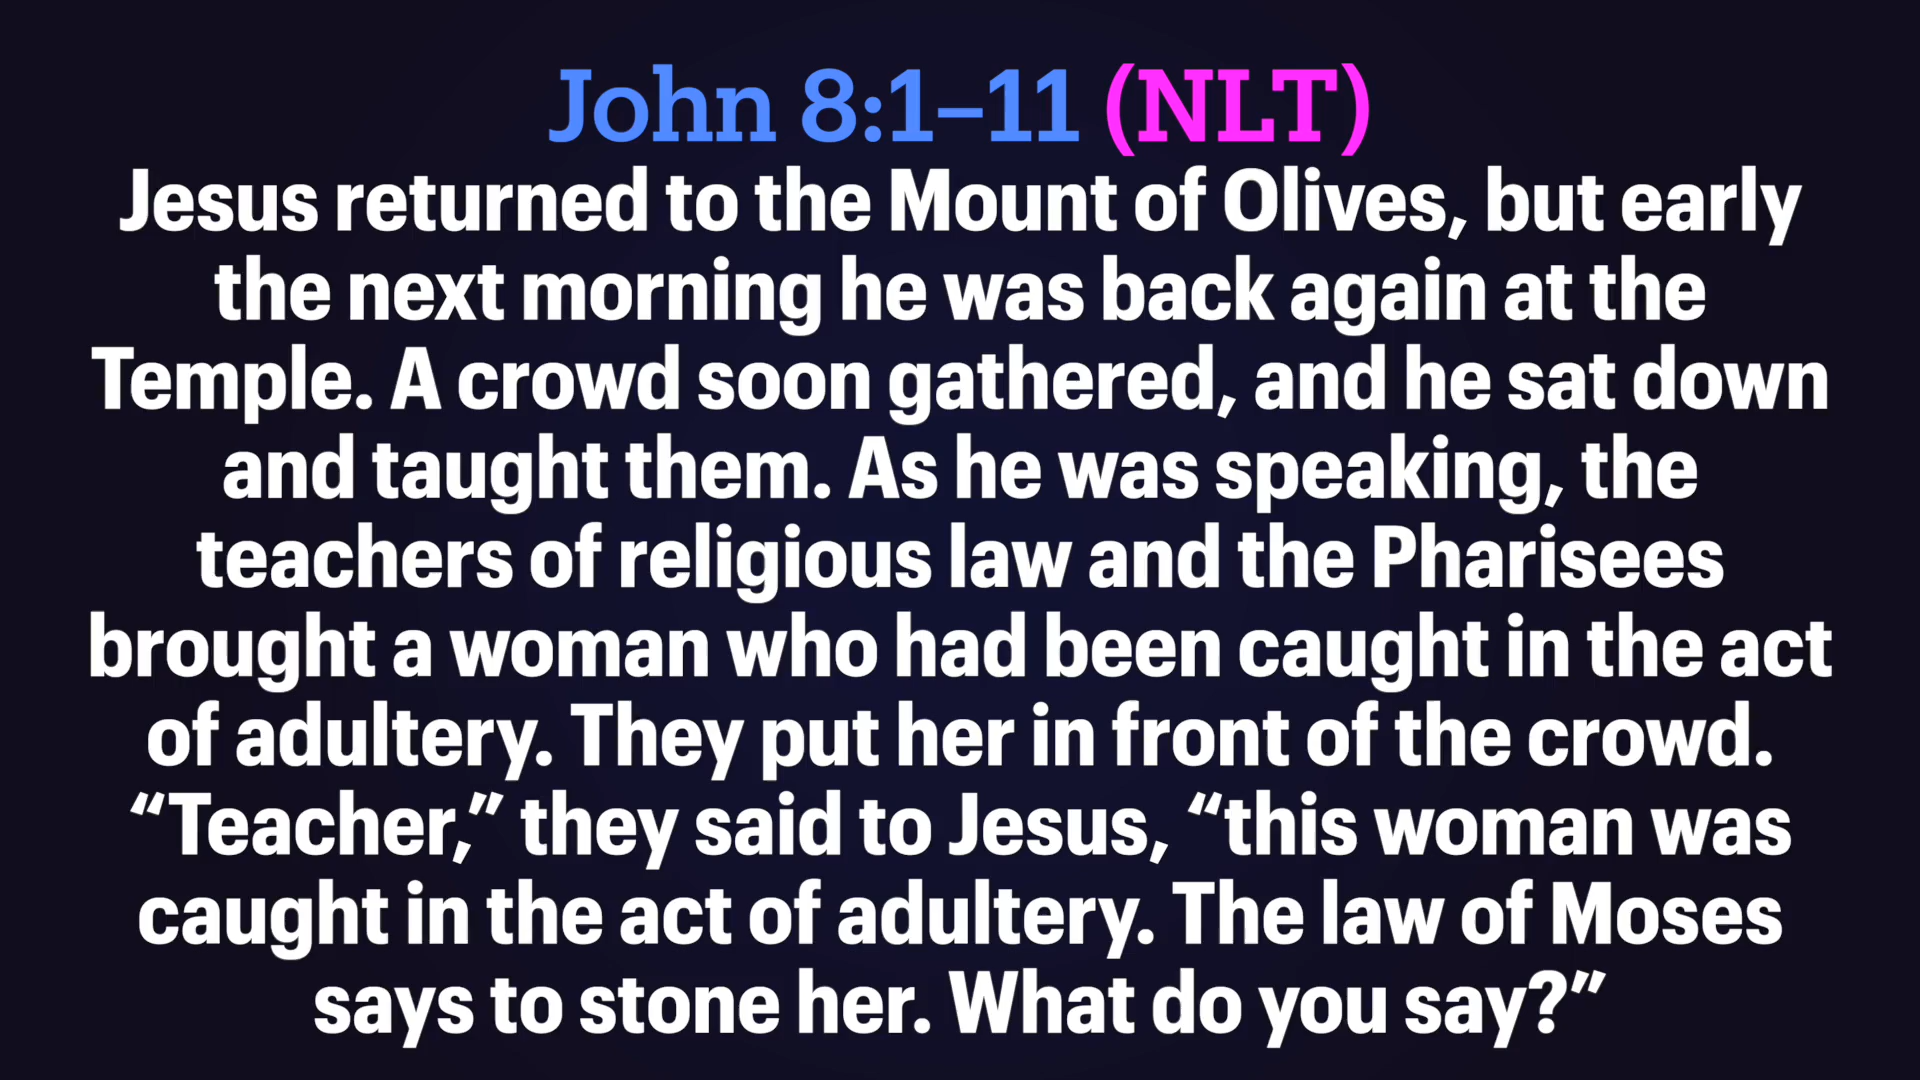 John 8:1–11 (NLT)
Jesus returned to the Mount of Olives, but early
the next morning he was back again at the
Temple. A crowd soon gathered, and he sat down
and taught them. As he was speaking, the
teachers of religious law and the Pharisees
brought a woman who had been caught in the act
of adultery. They put her in front of the crowd.
“Teacher,” they said to Jesus, “this woman was
caught in the act of adultery. The law of Moses
says to stone her. What do you say?”